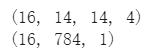 (16, 14, 14, 4)
(16, 784, 1)